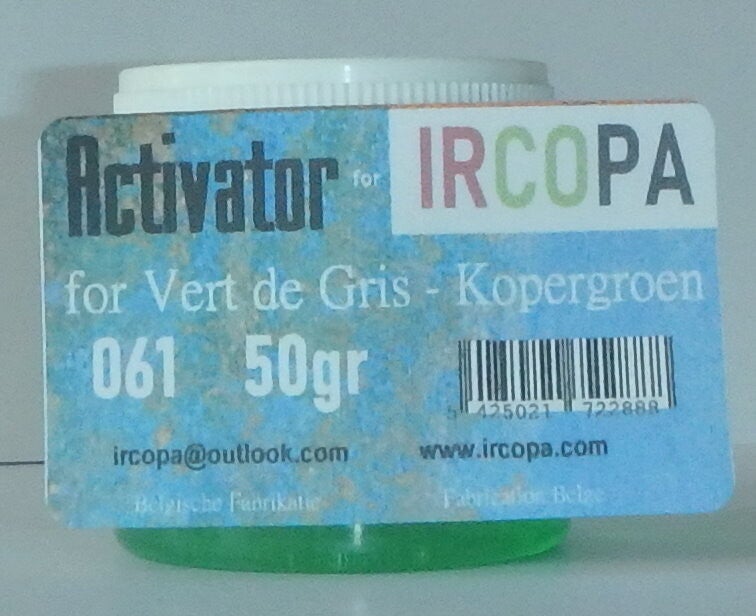 Activator for IRCOPA
for Vert de Gris - Kopergroen
061 50gr
5 425021 722888
ircopa@outlook.com www.ircopa.com
Belgische Fabrikatie Fabrication Belge